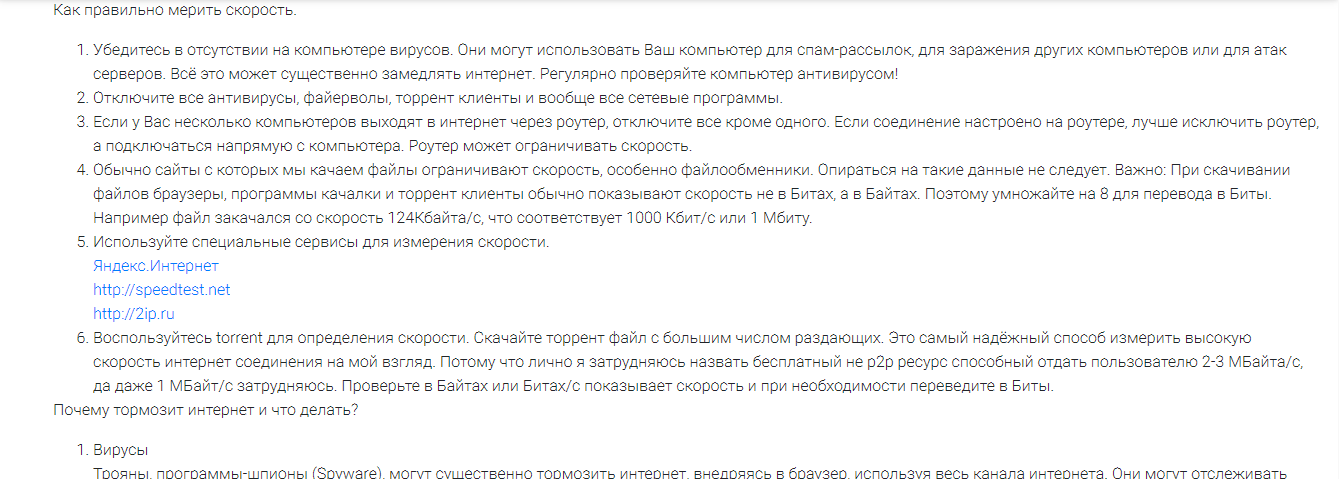 Как правильно мерить скорость.
1. Убедитесь в отсутствии на компьютере вирусов. Они могут использовать Ваш компьютер для спам-рассылок, для заражения других компьютеров или для атак
серверов. Всё это может существенно замедлять интернет. Регулярно проверяйте компьютер антивирусом!
2. Отключите все антивирусы, файерволы, торрент клиенты и вообще все сетевые программы.
3. Если у Вас несколько компьютеров выходят в интернет через роутер, отключите все кроме одного. Если соединение настроено на роутере, лучше исключить роутер,
а подключаться напрямую с компьютера. Роутер может ограничивать скорость.
4. Обычно сайты с которых мы качаем файлы ограничивают скорость, особенно файлообменники. Опираться на такие данные не следует. Важно: При скачивании
файлов браузеры, программы качалки и торрент клиенты обычно показывают скорость не в Битах, а в Байтах. Поэтому умножайте на 8 для перевода в Биты.
Например файл закачался со скорость 124Кбайта/с, что соответствует 1000 Кбит/с или 1 Мбиту.
5. Используйте специальные сервисы для измерения скорости.
Яндекс.Интернет
http://speedtest.net
http://2ip.ru
6. Воспользуйтесь torrent для определения скорости. Скачайте торрент файл с большим числом раздающих. Это самый надёжный способ измерить высокую
скорость интернет соединения на мой взгляд. Потому что лично я затрудняюсь назвать бесплатный не p2p ресурс способный отдать пользователю 2-3 МБайта/с,
да даже 1 МБайт/с затрудняюсь. Проверьте в Байтах или Битах/с показывает скорость и при необходимости переведите в Биты.
Почему тормозит интернет и что делать?
1. Вирусы
Трояны, программы-шпионы (Spyware), могут существенно тормозить интернет, внедряясь в браузер, используя весь канала интернета. Они могут отслеживать